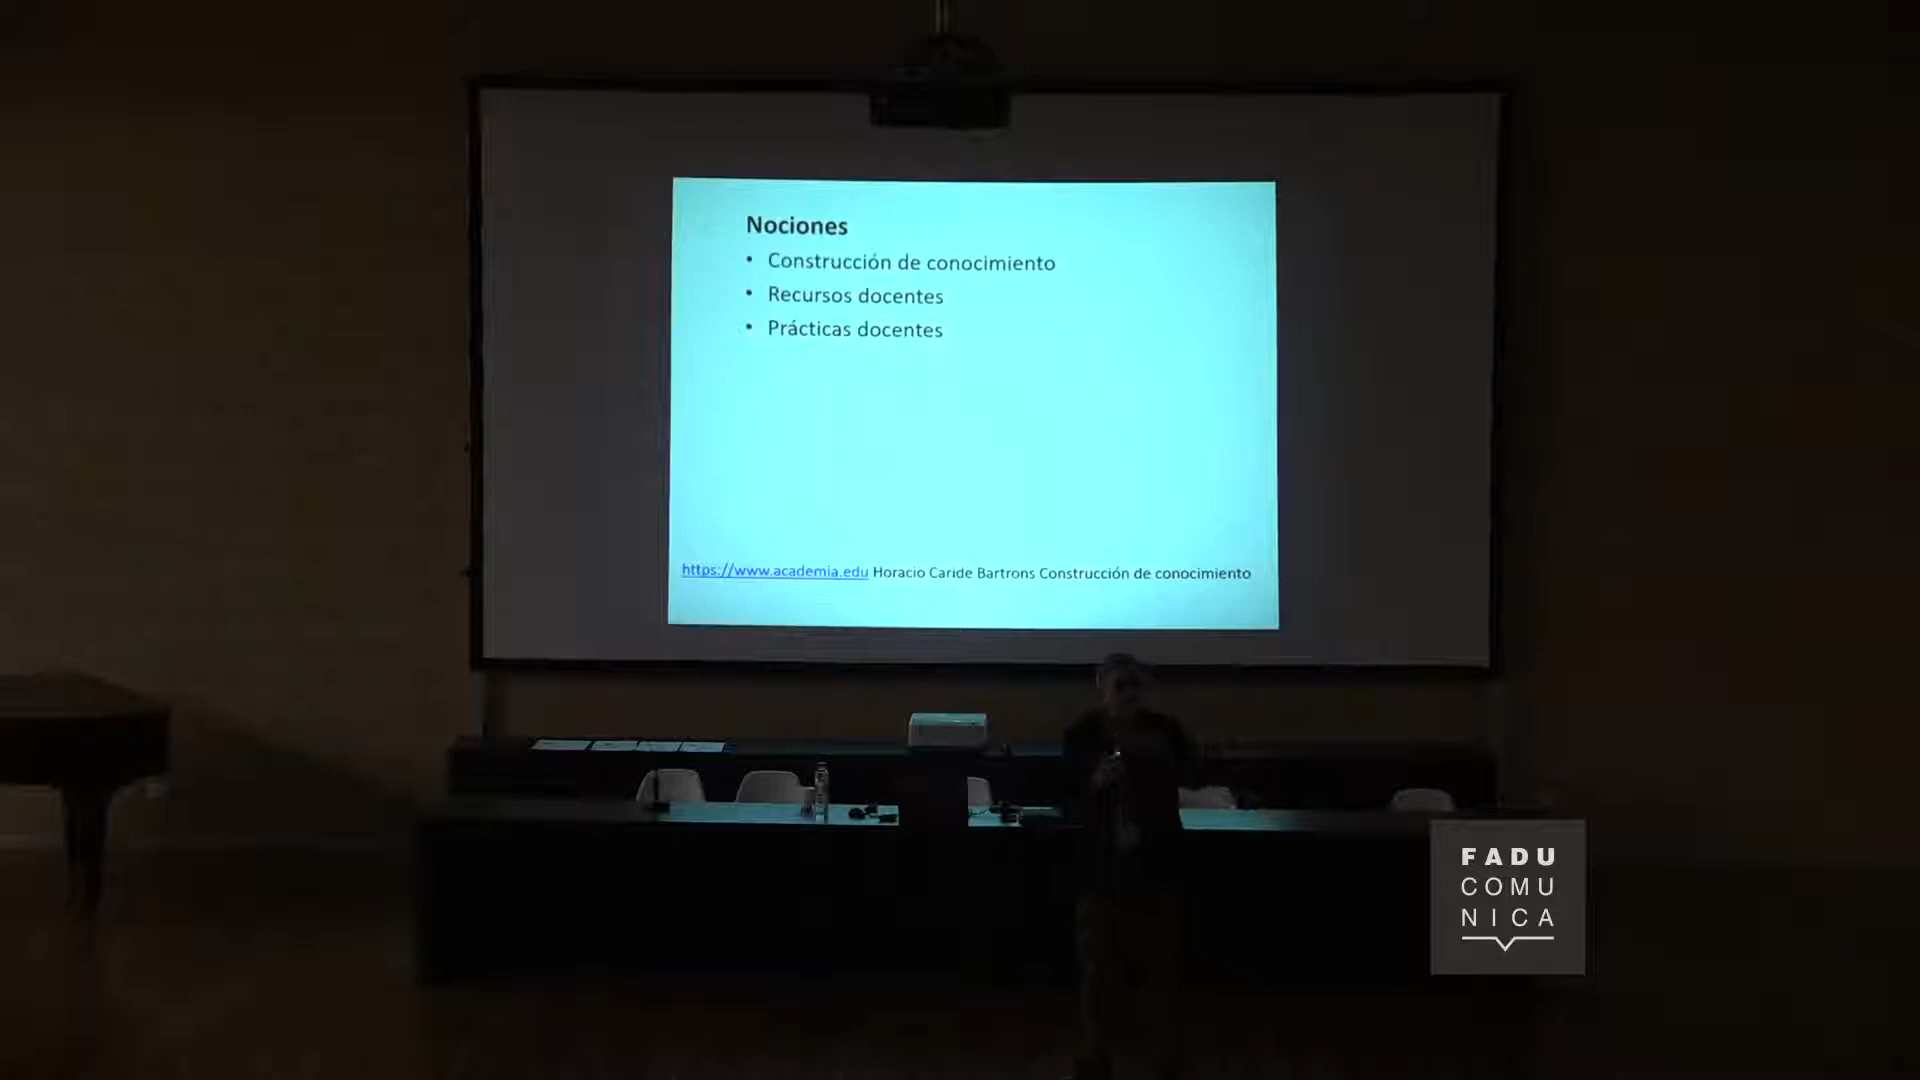 Nociones
• Construcción de conocimiento
• Recursos docentes
• Prácticas docentes
https://www.academia.edu Horacio Caride Bartrons Construcción de conocimiento
FADU
COMU
NICA